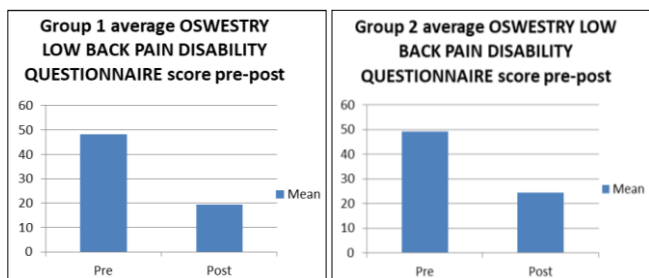 Group 1 average OSWESTRY
LOW BACK PAIN DISABILITY
QUESTIONNAIRE score pre-post
60
50
40
30
20
10
0
Pre
Post
Mean
Group 2 average OSWESTRY LOW
BACK PAIN DISABILITY
QUESTIONNAIRE score pre-post
60
50
40
30
20
10
0
Pre
Post
Mean